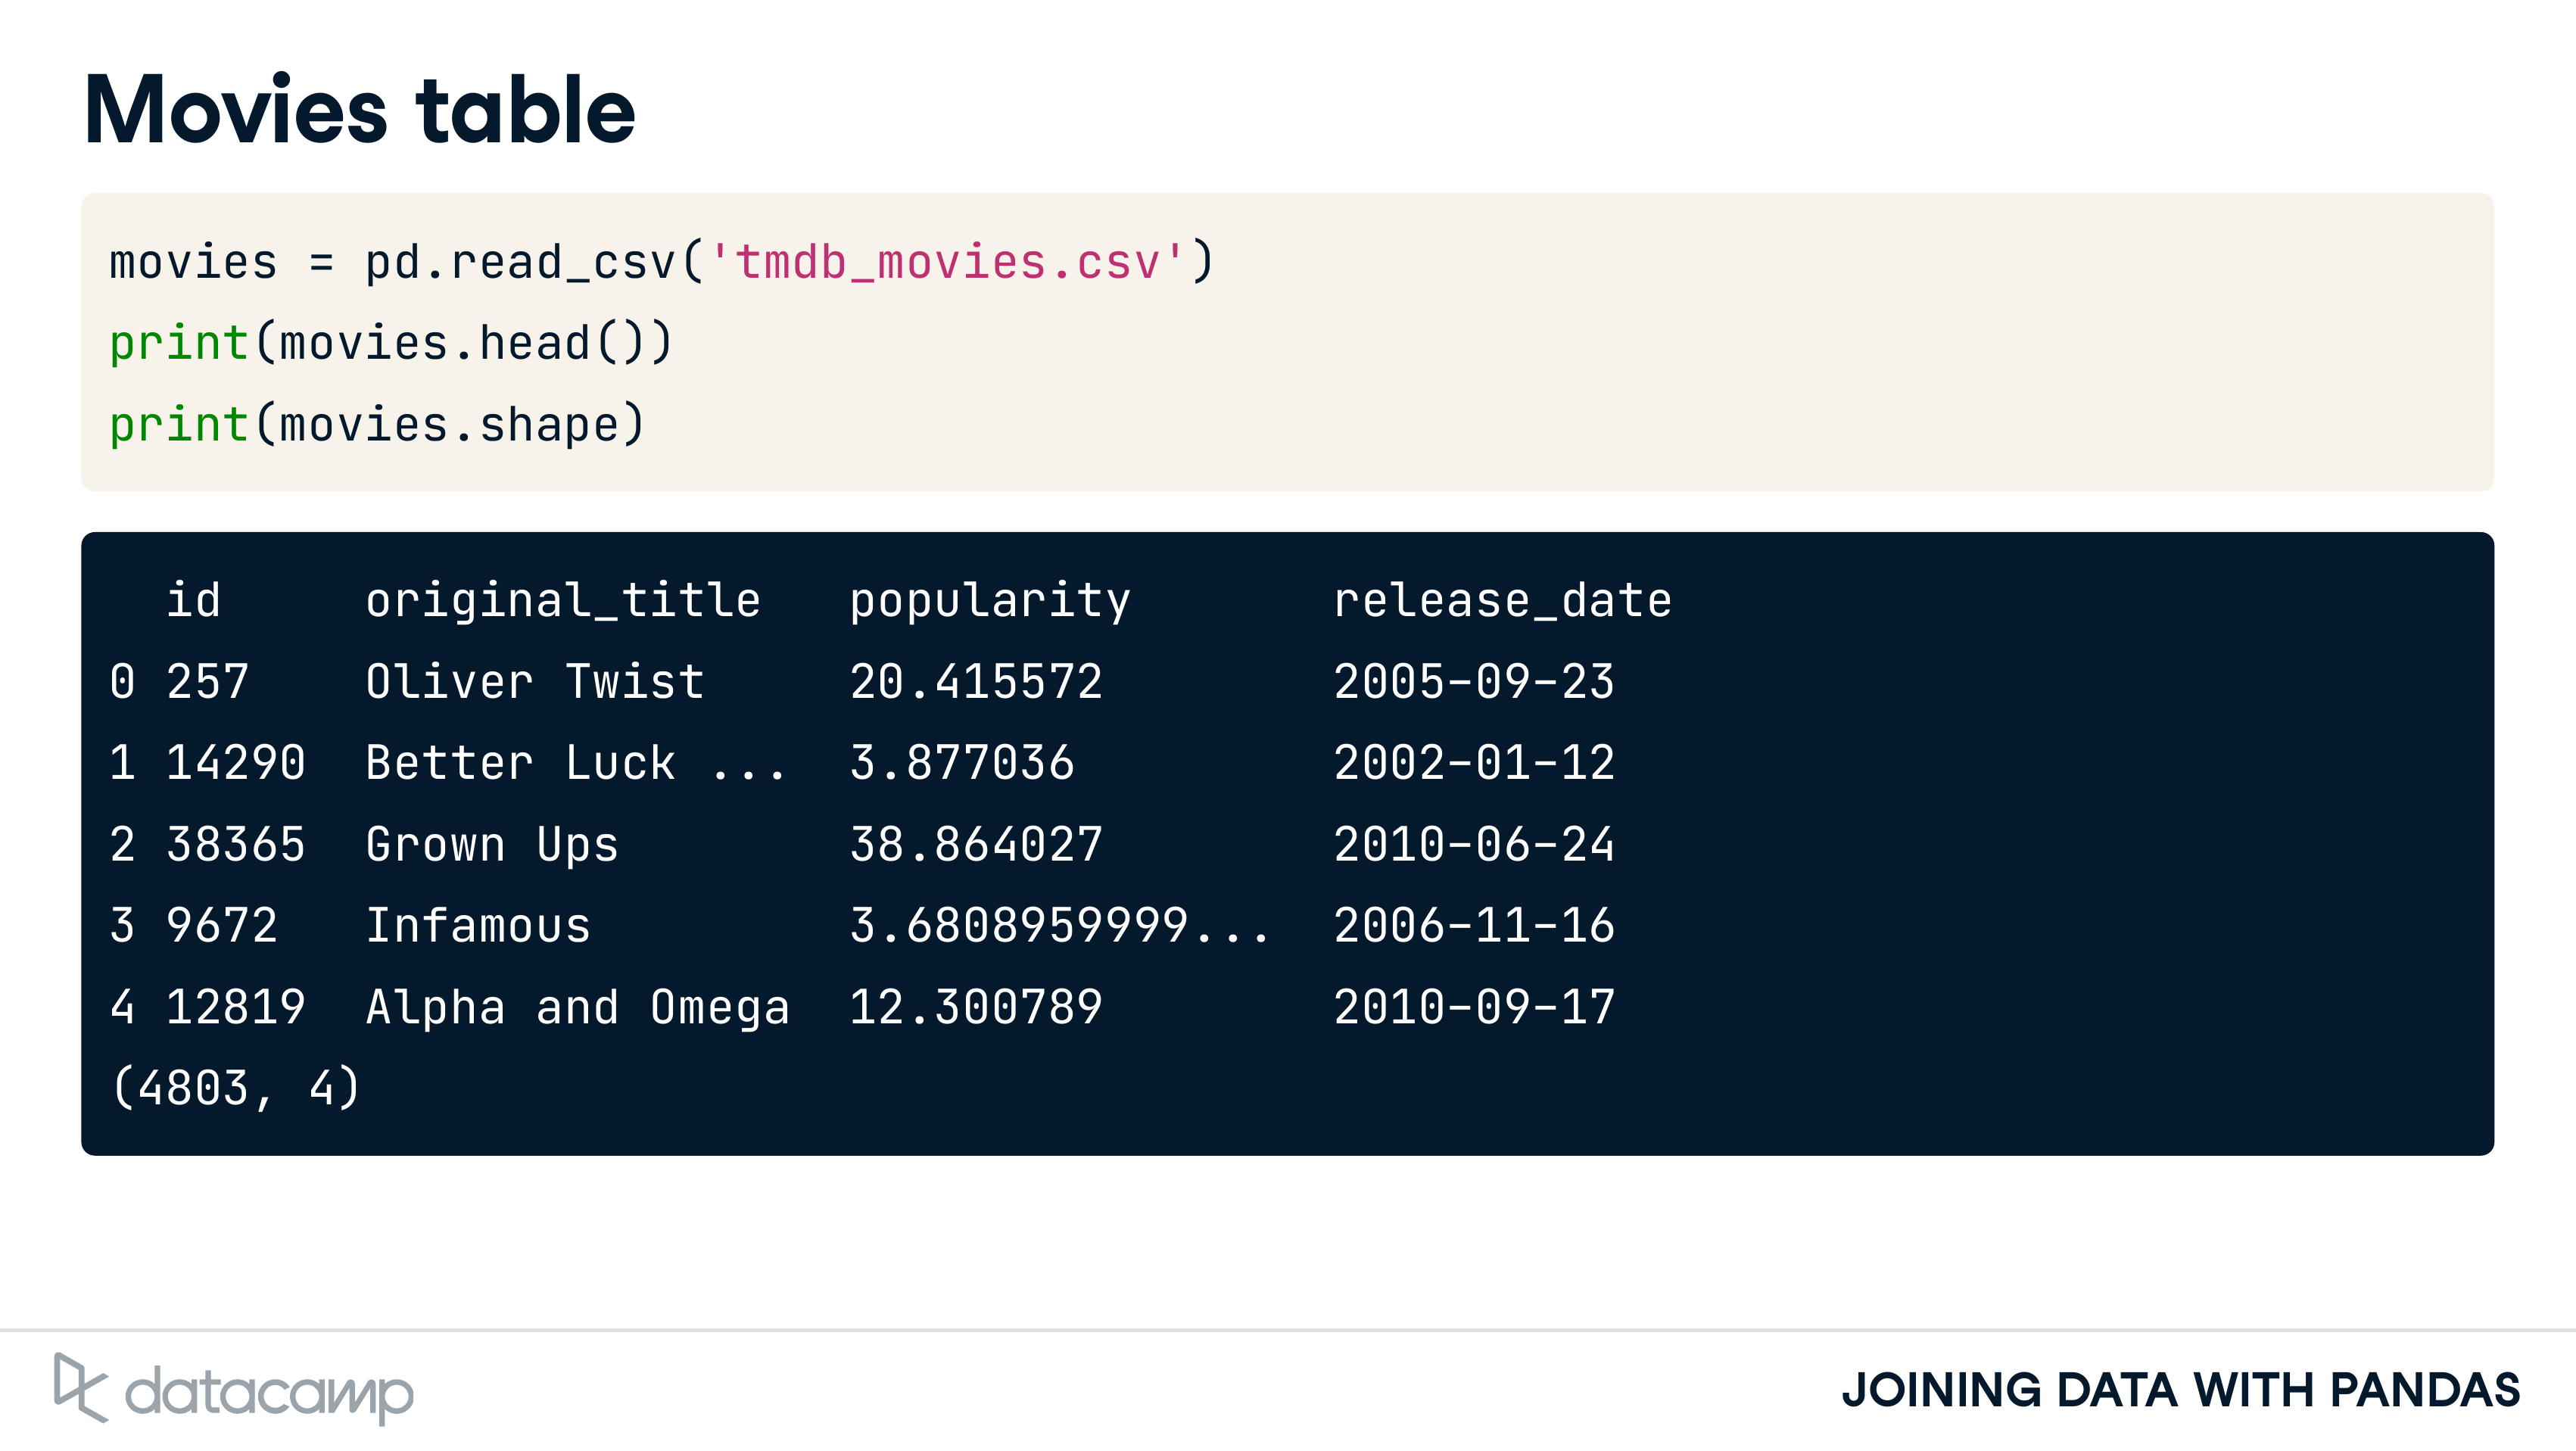 Movies table
movies = pd.read_csv('tmdb_movies.csv')
print(movies.head())
print(movies.shape)
id original_title popularity release_date
0 257 Oliver Twist 20.415572 2005-09-23
1 14290 Better Luck ... 3.877036 2002-01-12
2 38365 Grown Ups 38.864027 2010-06-24
3 9672 Infamous 3.6808959999... 2006-11-16
4 12819 Alpha and Omega 12.300789 2010-09-17
(4803, 4)
datacamp
JOINING DATA WITH PANDAS